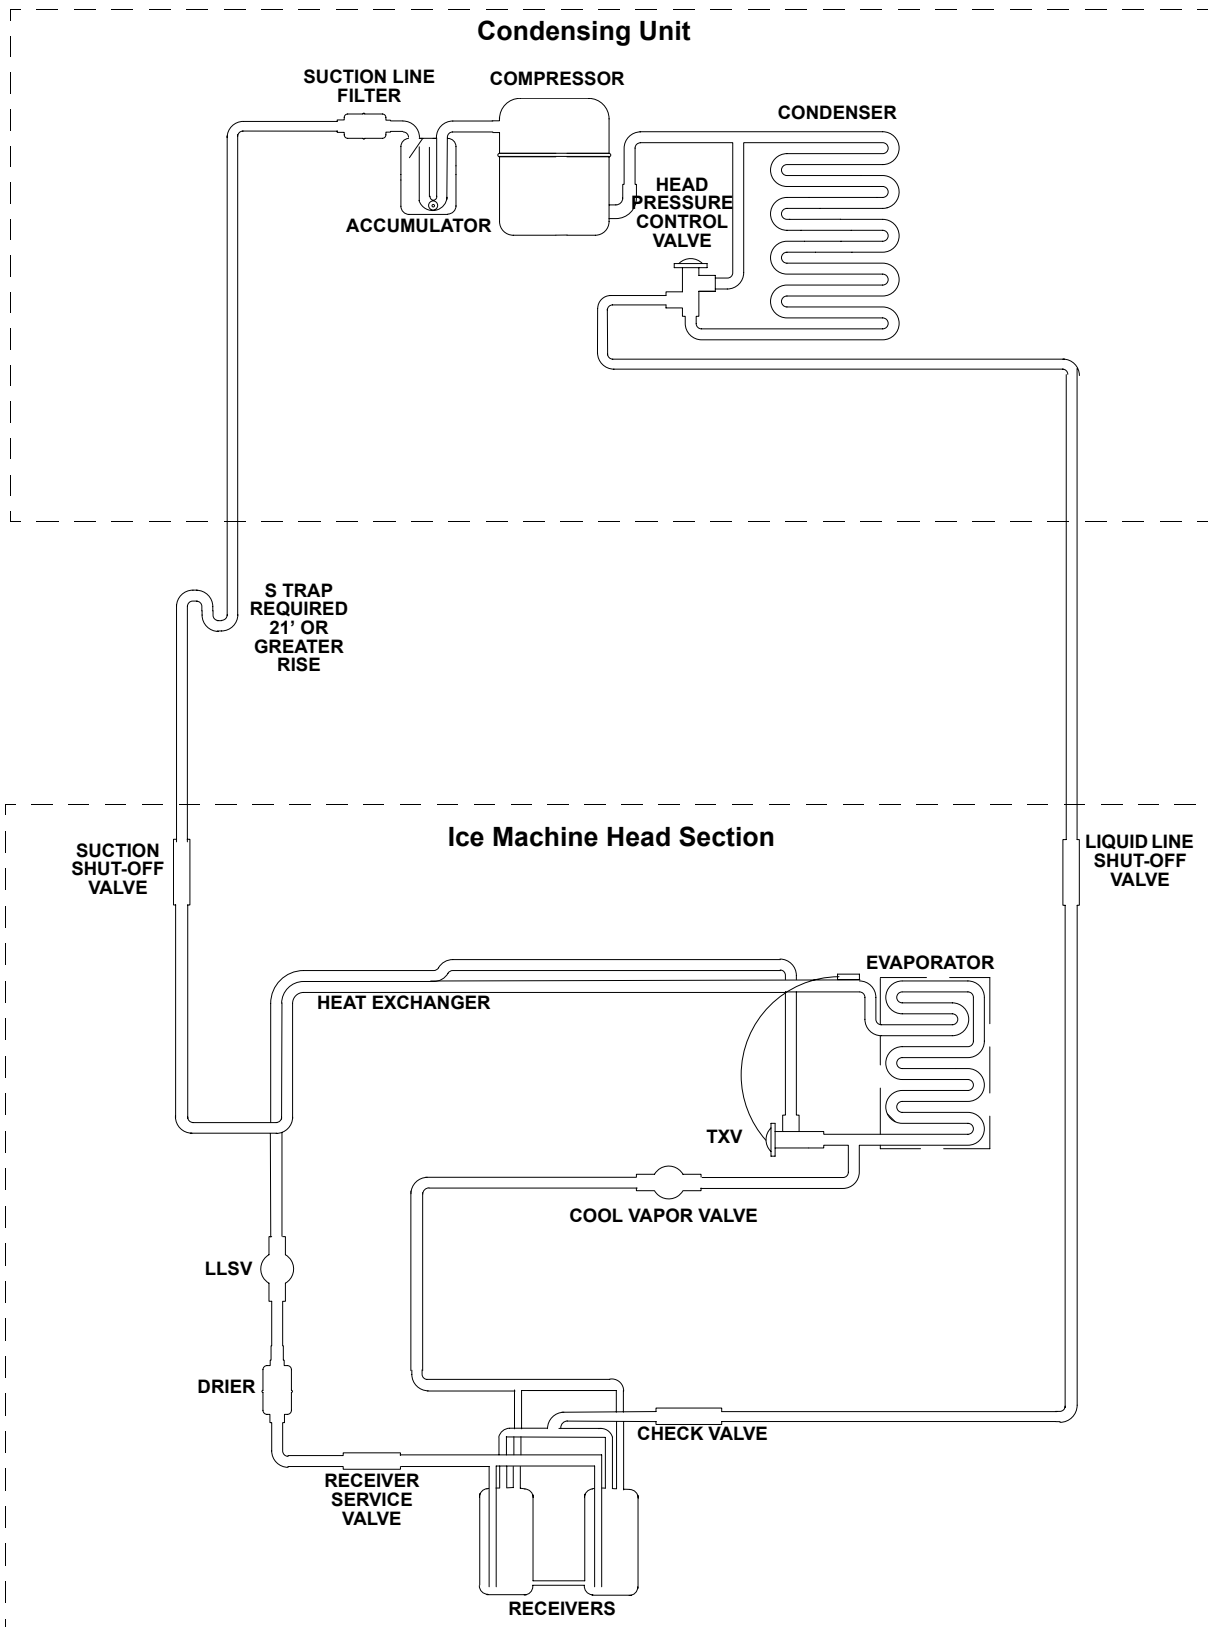 Condensing Unit
SUCTION LINE
FILTER
COMPRESSOR
CONDENSER
HEAD
PRESSURE
CONTROL
VALVE
ACCUMULATOR
S TRAP
REQUIRED
21’ OR
GREATER
RISE
Ice Machine Head Section
SUCTION
SHUT-OFF
VALVE
LIQUID LINE
SHUT-OFF
VALVE
EVAPORATOR
HEAT EXCHANGER
TXV
COOL VAPOR VALVE
LLSV
DRIER
CHECK VALVE
RECEIVER
SERVICE
VALVE
RECEIVERS